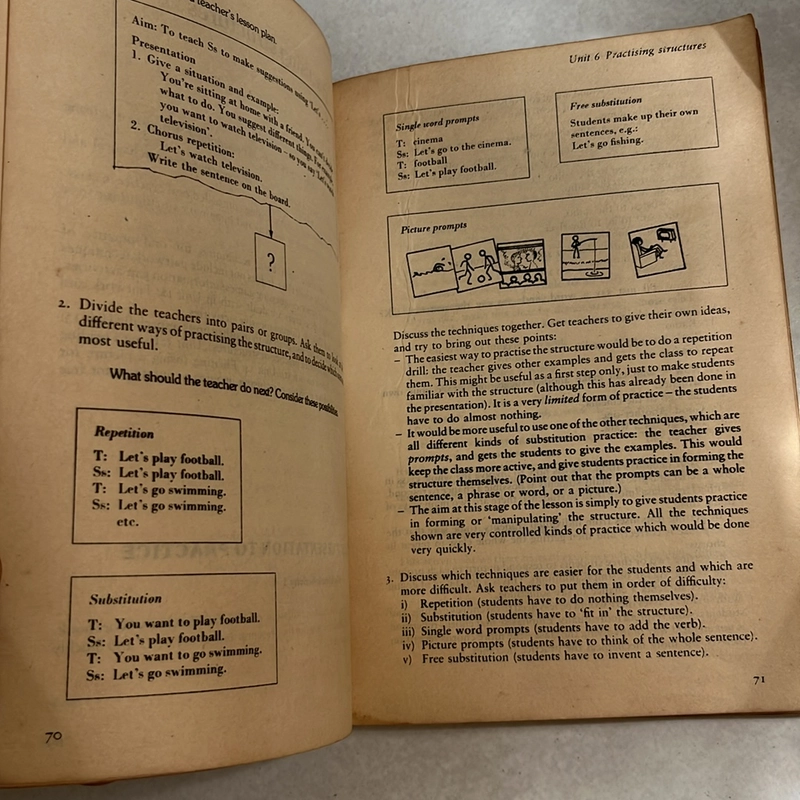 teacher's lesson plan.
Aim: To teach Ss to make suggestions using 'Let's
Presentation
1. Give a situation and example:
You're sitting at home with a friend. You
what to do. You suggest different things. For
you want to watch television – so you say 'Let's
television'.
2. Chorus repetition:
Let's watch television.
Write the sentence on the board.
?
2. Divide the teachers into pairs or groups. Ask them to look at
different ways of practising the structure, and to decide which
most useful.
What should the teacher do next? Consider these possibilities.
Repetition
T: Let's play football.
Ss: Let's play football.
T: Let's go swimming.
Ss: Let's go swimming.
etc.
Substitution
T: You want to play football.
Ss: Let's play football.
T: You want to go swimming.
Ss: Let's go swimming.
70
Unit 6 Practising structures
Single word prompts
T: cinema
Ss: Let's go to the cinema.
T: football
Ss: Let's play football.
Free substitution
Students make up their own
sentences, e.g.:
Let's go fishing.
Picture prompts
Discuss the techniques together. Get teachers to give their own ideas,
and try to bring out these points:
– The easiest way to practise the structure would be to do a repetition
drill: the teacher gives other examples and gets the class to repeat
them. This might be useful as a first step only, just to make students
familiar with the structure (although this has already been done in
the presentation). It is a very limited form of practice – the students
have to do almost nothing.
– It would be more useful to use one of the other techniques, which are
all different kinds of substitution practice: the teacher gives
prompts, and gets the students to give the examples. This would
keep the class more active, and give students practice in forming the
structure themselves. (Point out that the prompts can be a whole
sentence, a phrase or word, or a picture.)
– The aim at this stage of the lesson is simply to give students practice
in forming or 'manipulating' the structure. All the techniques
shown are very controlled kinds of practice which would be done
very quickly.
3. Discuss which techniques are easier for the students and which are
more difficult. Ask teachers to put them in order of difficulty:
i) Repetition (students have to do nothing themselves).
ii) Substitution (students have to 'fit in' the structure).
iii) Single word prompts (students have to add the verb).
iv) Picture prompts (students have to think of the whole sentence).
v) Free substitution (students have to invent a sentence).
71